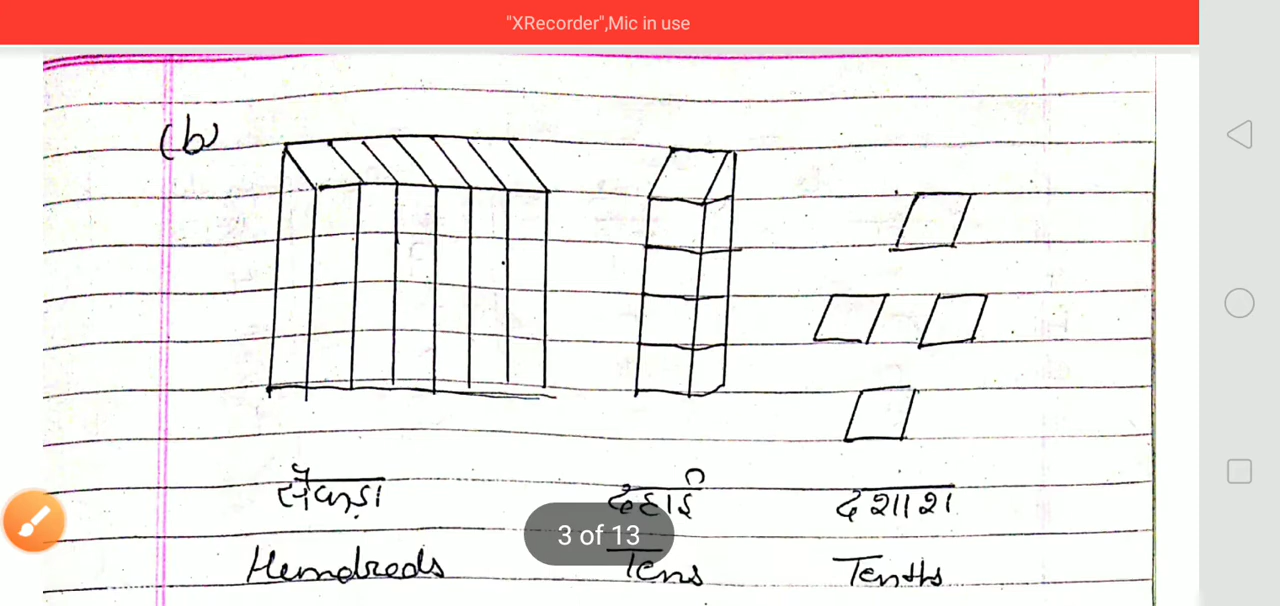 "XRecorder",Mic in use
(b)
सैकड़ा दहाई दशाश
3 of 13
Hundreds Tens Tenths